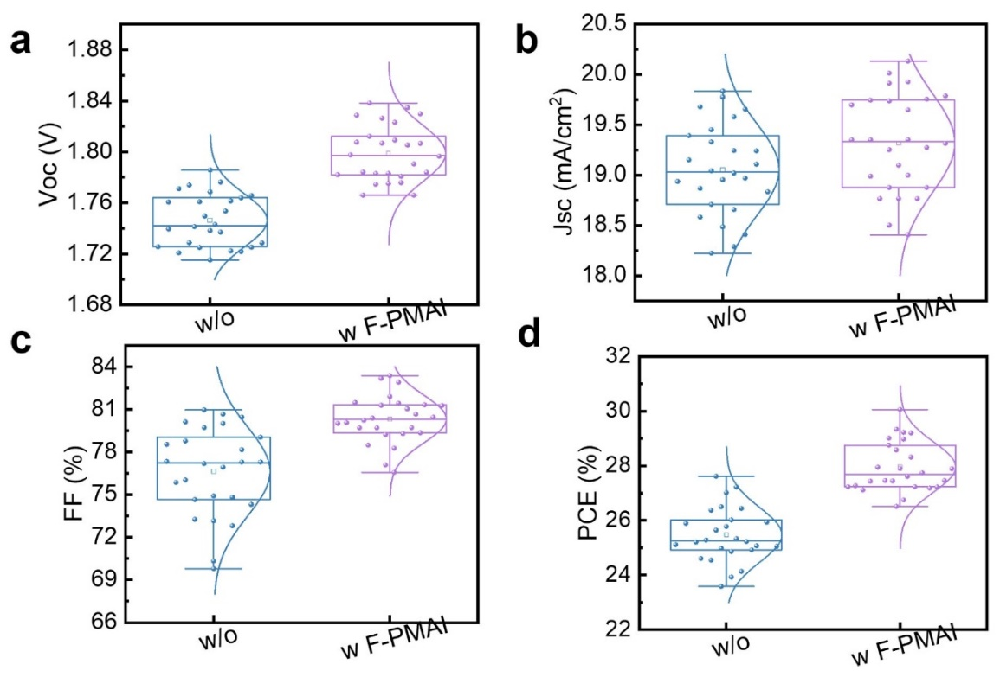 a
1.88
1.84
1.80
1.76
1.72
1.68
Voc (V)
w/o
w F-PMAI
b
20.5
20.0
19.5
19.0
18.5
18.0
Jsc (mA/cm²)
w/o
w F-PMAI
c
84
81
78
75
72
69
66
FF (%)
w/o
w F-PMAI
d
32
30
28
26
24
22
PCE (%)
w/o
w F-PMAI